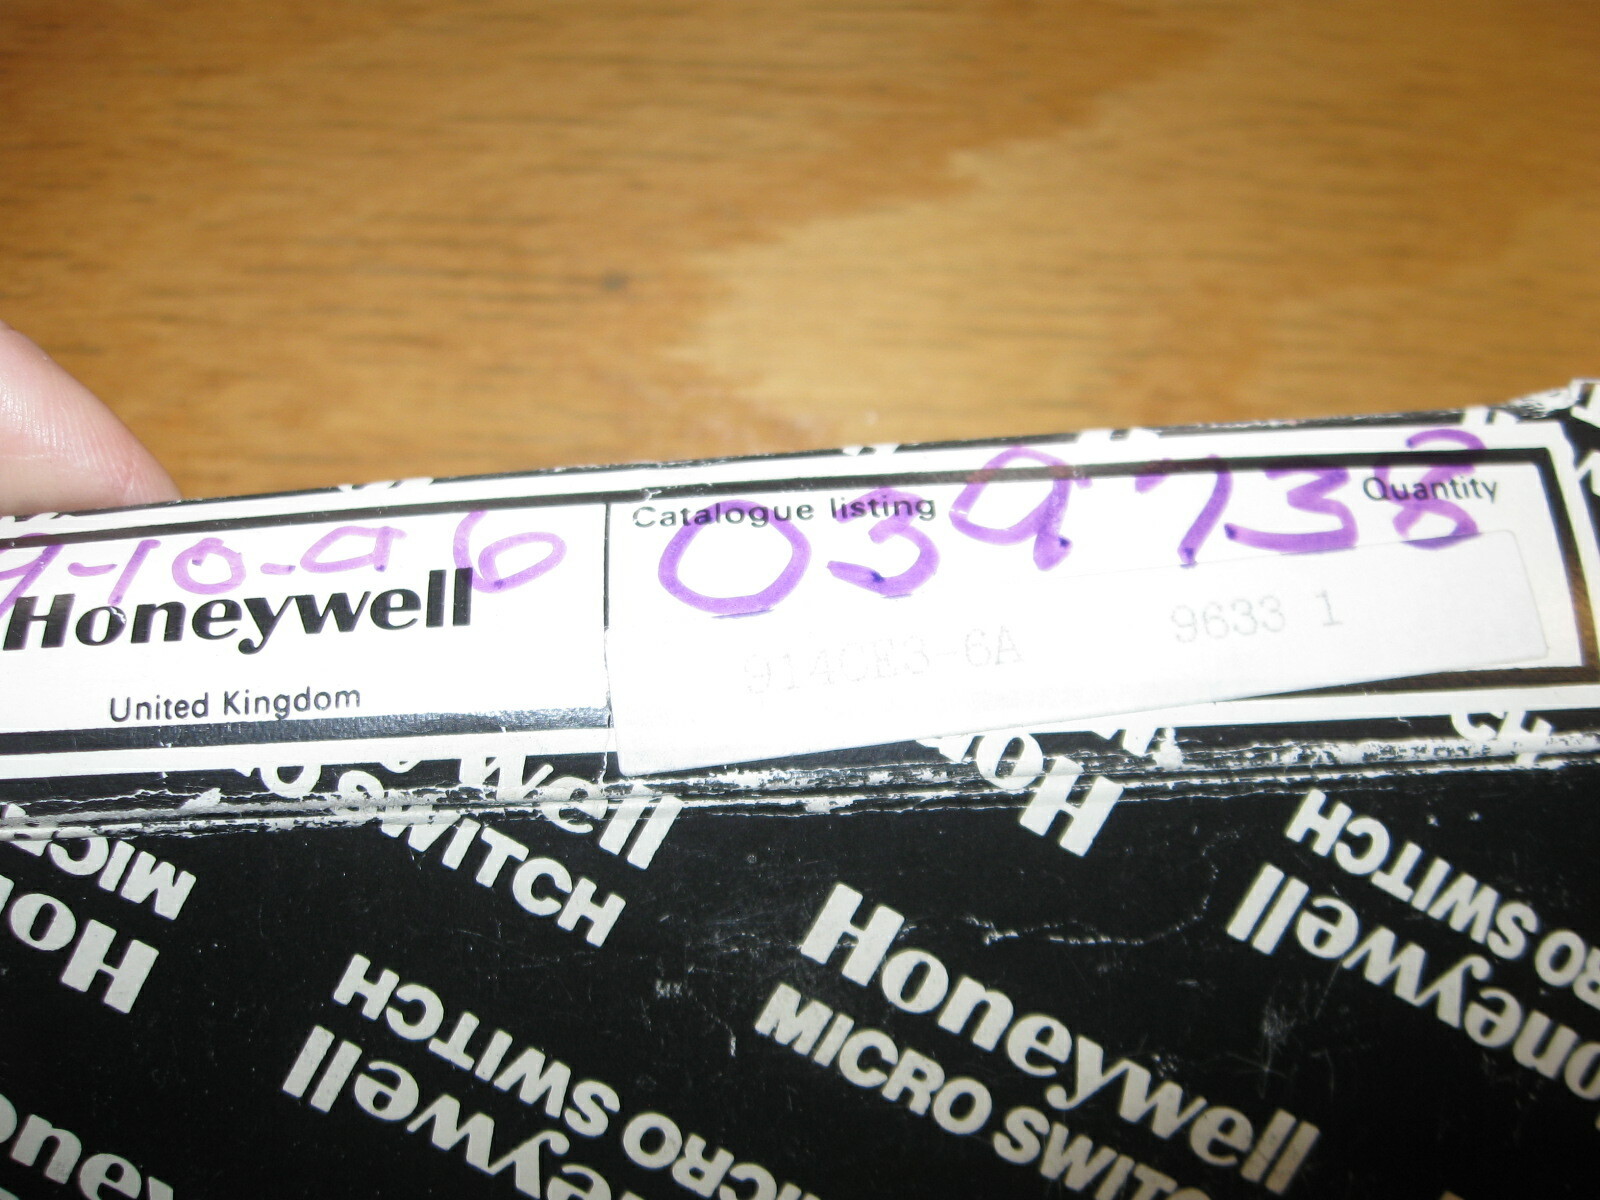 9-10-96
Honeywell
United Kingdom
Catalogue listing
Quantity
039738
914CE3-6A 9633 1
Honeywell
MICRO SWITCH
Honeywell
MICRO SWITCH
Honeywell
MICRO SWITCH